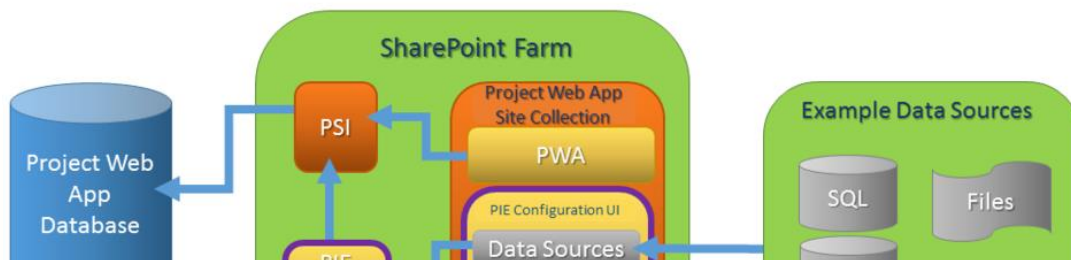 SharePoint Farm
Project Web App
Site Collection
Example Data Sources
PSI
PWA
Project Web
App
Database
SQL
Files
PIE Configuration UI
Data Sources
PIE